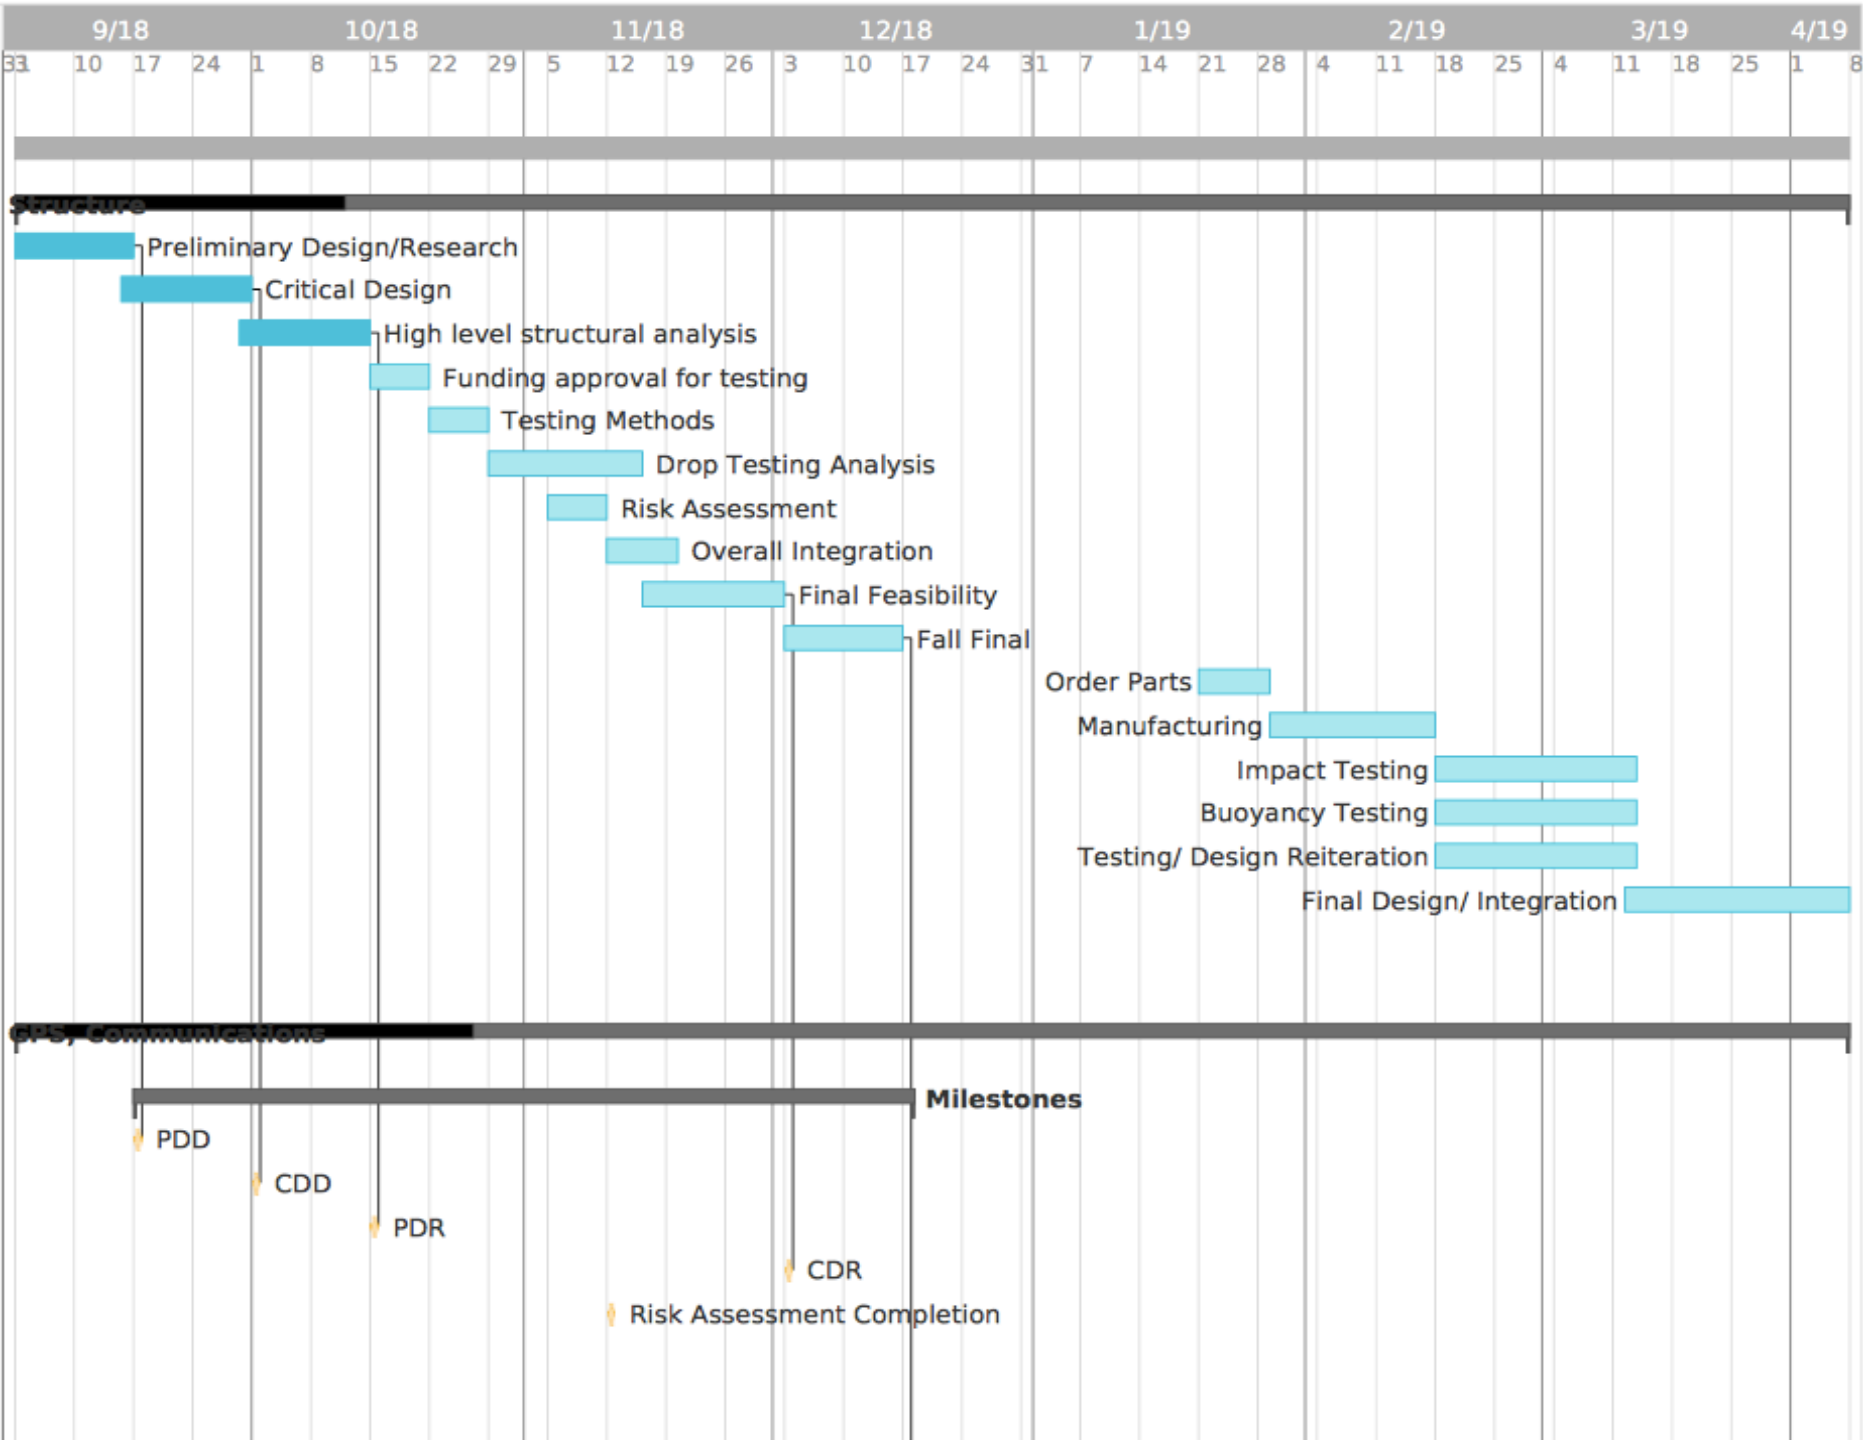 9/18 10/18 11/18 12/18 1/19 2/19 3/19 4/19
10 17 24 1 8 15 22 29 5 12 19 26 3 10 17 24 31 7 14 21 28 4 11 18 25 4 11 18 25 1 8
Structure
Preliminary Design/Research
Critical Design
High level structural analysis
Funding approval for testing
Testing Methods
Drop Testing Analysis
Risk Assessment
Overall Integration
Final Feasibility
Fall Final
Order Parts
Manufacturing
Impact Testing
Buoyancy Testing
Testing/ Design Reiteration
Final Design/ Integration
GPS, Communications
Milestones
PDD
CDD
PDR
CDR
Risk Assessment Completion